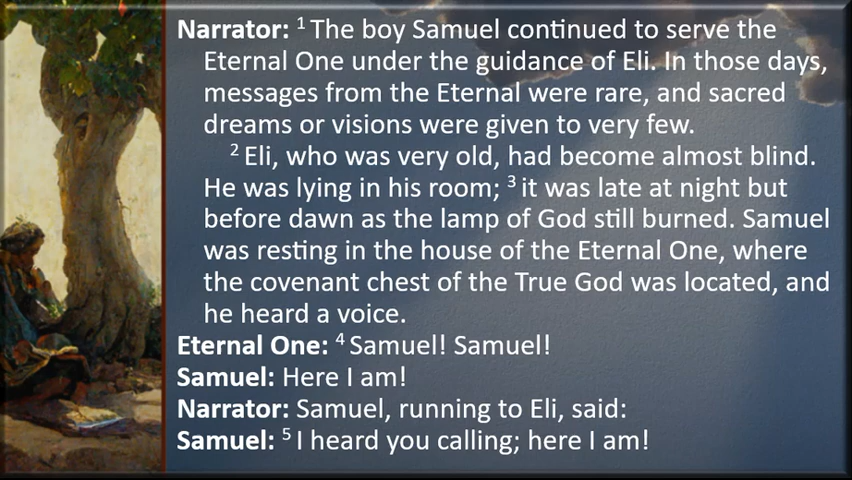 Narrator: ¹ The boy Samuel continued to serve the
Eternal One under the guidance of Eli. In those days,
messages from the Eternal were rare, and sacred
dreams or visions were given to very few.
² Eli, who was very old, had become almost blind.
He was lying in his room; ³ it was late at night but
before dawn as the lamp of God still burned. Samuel
was resting in the house of the Eternal One, where
the covenant chest of the True God was located, and
he heard a voice.
Eternal One: ⁴ Samuel! Samuel!
Samuel: Here I am!
Narrator: Samuel, running to Eli, said:
Samuel: ⁵ I heard you calling; here I am!